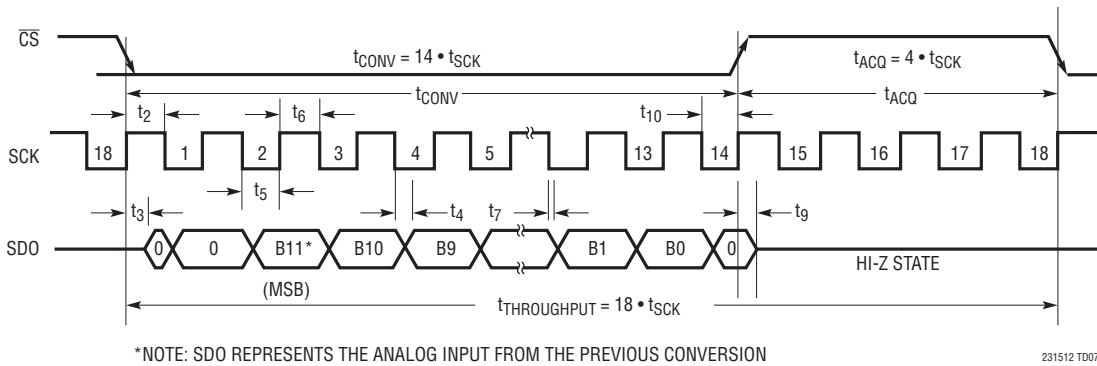 CS
tCONV = 14 • tSCK
tACQ = 4 • tSCK
tCONV
tACQ
t2
t6
t10
SCK
18
1
2
3
4
5
13
14
15
16
17
18
t3
t5
t4
t7
t9
SDO
0
0
B11*
B10
B9
B1
B0
0
HI-Z STATE
(MSB)
tTHROUGHPUT = 18 • tSCK
*NOTE: SDO REPRESENTS THE ANALOG INPUT FROM THE PREVIOUS CONVERSION
231512 TD07